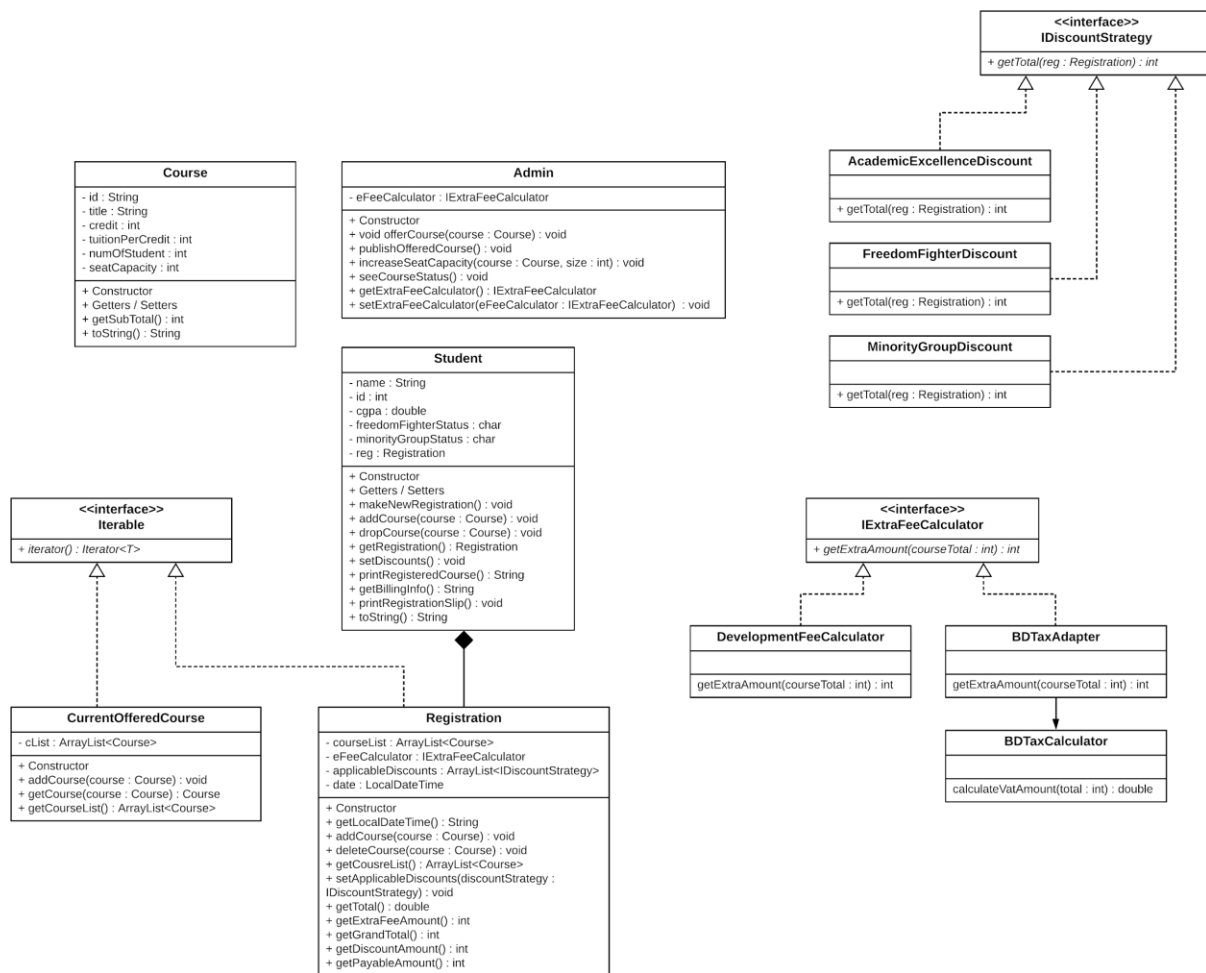 <<interface>>
IDiscountStrategy
+ getTotal(reg : Registration) : int
AcademicExcellenceDiscount
+ getTotal(reg : Registration) : int
FreedomFighterDiscount
+ getTotal(reg : Registration) : int
MinorityGroupDiscount
+ getTotal(reg : Registration) : int
Course
- id : String
- title : String
- credit : int
- tuitionPerCredit : int
- numOfStudent : int
- seatCapacity : int
+ Constructor
+ Getters / Setters
+ getSubTotal() : int
+ toString() : String
Admin
- eFeeCalculator : IExtraFeeCalculator
+ Constructor
+ void offerCourse(course : Course) : void
+ publishOfferedCourse() : void
+ increaseSeatCapacity(course : Course, size : int) : void
+ seeCourseStatus() : void
+ getExtraFeeCalculator() : IExtraFeeCalculator
+ setExtraFeeCalculator(eFeeCalculator : IExtraFeeCalculator) : void
Student
- name : String
- id : int
- cgpa : double
- freedomFighterStatus : char
- minorityGroupStatus : char
- reg : Registration
+ Constructor
+ Getters / Setters
+ makeNewRegistration() : void
+ addCourse(course : Course) : void
+ dropCourse(course : Course) : void
+ getRegistration() : Registration
+ setDiscounts() : void
+ printRegisteredCourse() : String
+ getBillingInfo() : String
+ printRegistrationSlip() : void
+ toString() : String
<<interface>>
Iterable
+ iterator() : Iterator<T>
<<interface>>
IExtraFeeCalculator
+ getExtraAmount(courseTotal : int) : int
DevelopmentFeeCalculator
getExtraAmount(courseTotal : int) : int
BDTaxAdapter
getExtraAmount(courseTotal : int) : int
BDTaxCalculator
calculateVatAmount(total : int) : double
CurrentOfferedCourse
- cList : ArrayList<Course>
+ Constructor
+ addCourse(course : Course) : void
+ getCourse(course : Course) : Course
+ getCourseList() : ArrayList<Course>
Registration
- courseList : ArrayList<Course>
- eFeeCalculator : IExtraFeeCalculator
- applicableDiscounts : ArrayList<IDiscountStrategy>
- date : LocalDateTime
+ Constructor
+ getLocalDateTime() : String
+ addCourse(course : Course) : void
+ deleteCourse(course : Course) : void
+ getCousreList() : ArrayList<Course>
+ setApplicableDiscounts(discountStrategy :
IDiscountStrategy) : void
+ getTotal() : double
+ getExtraFeeAmount() : int
+ getGrandTotal() : int
+ getDiscountAmount() : int
+ getPayableAmount() : int